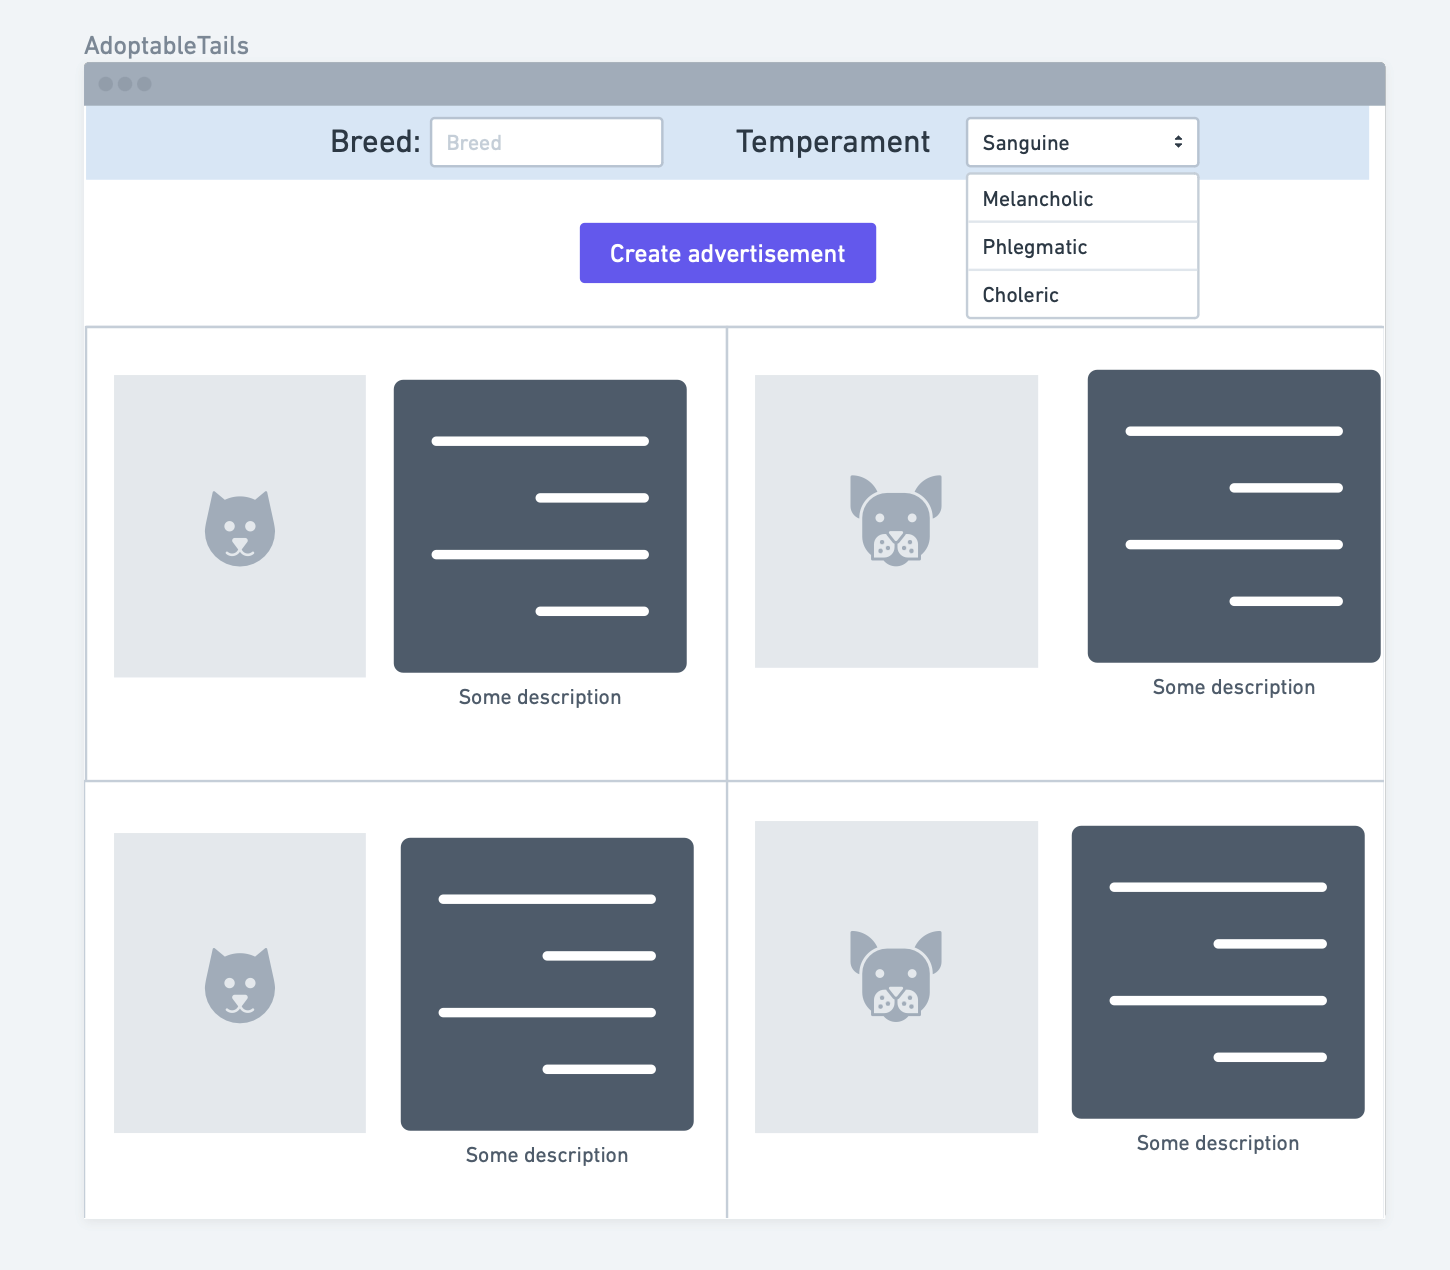 AdoptableTails
Breed: Breed Temperament Sanguine
Melancholic
Phlegmatic
Choleric
Create advertisement
Some description
Some description
Some description
Some description